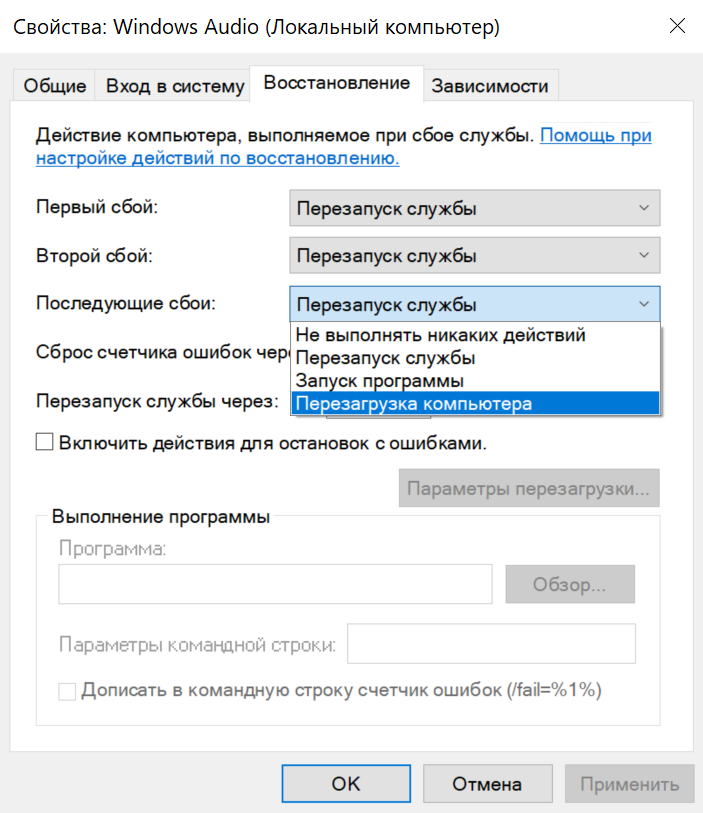 Свойства: Windows Audio (Локальный компьютер)
Общие Вход в систему Восстановление Зависимости
Действие компьютера, выполняемое при сбое службы. Помощь при
настройке действий по восстановлению.
Первый сбой: Перезапуск службы
Второй сбой: Перезапуск службы
Последующие сбои: Перезапуск службы
Не выполнять никаких действий
Сброс счетчика ошибок чере
Перезапуск службы
Запуск программы
Перезапуск службы через: Перезагрузка компьютера
Включить действия для остановок с ошибками.
Параметры перезагрузки...
Выполнение программы
Программа:
Обзор...
Параметры командной строки:
Дописать в командную строку счетчик ошибок (/fail=%1%)
OK Отмена Применить